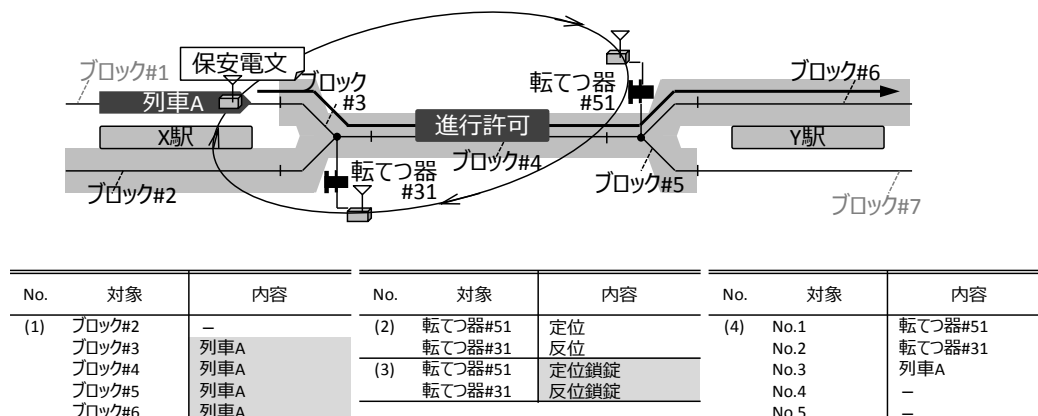 ブロック#1
保安電文
ブロック
#3
列車A
X駅
ブロック#2
転てつ器
#31
進行許可
ブロック#4
転てつ器
#51
ブロック#5
ブロック#6
Y駅
ブロック#7
No. 対象 内容 No. 対象 内容 No. 対象 内容
(1) ブロック#2 – (2) 転てつ器#51 定位 (4) No.1 転てつ器#51
ブロック#3 列車A 転てつ器#31 反位 No.2 転てつ器#31
ブロック#4 列車A (3) 転てつ器#51 定位鎖錠 No.3 列車A
ブロック#5 列車A 転てつ器#31 反位鎖錠 No.4 –
ブロック#6 列車A No.5 –